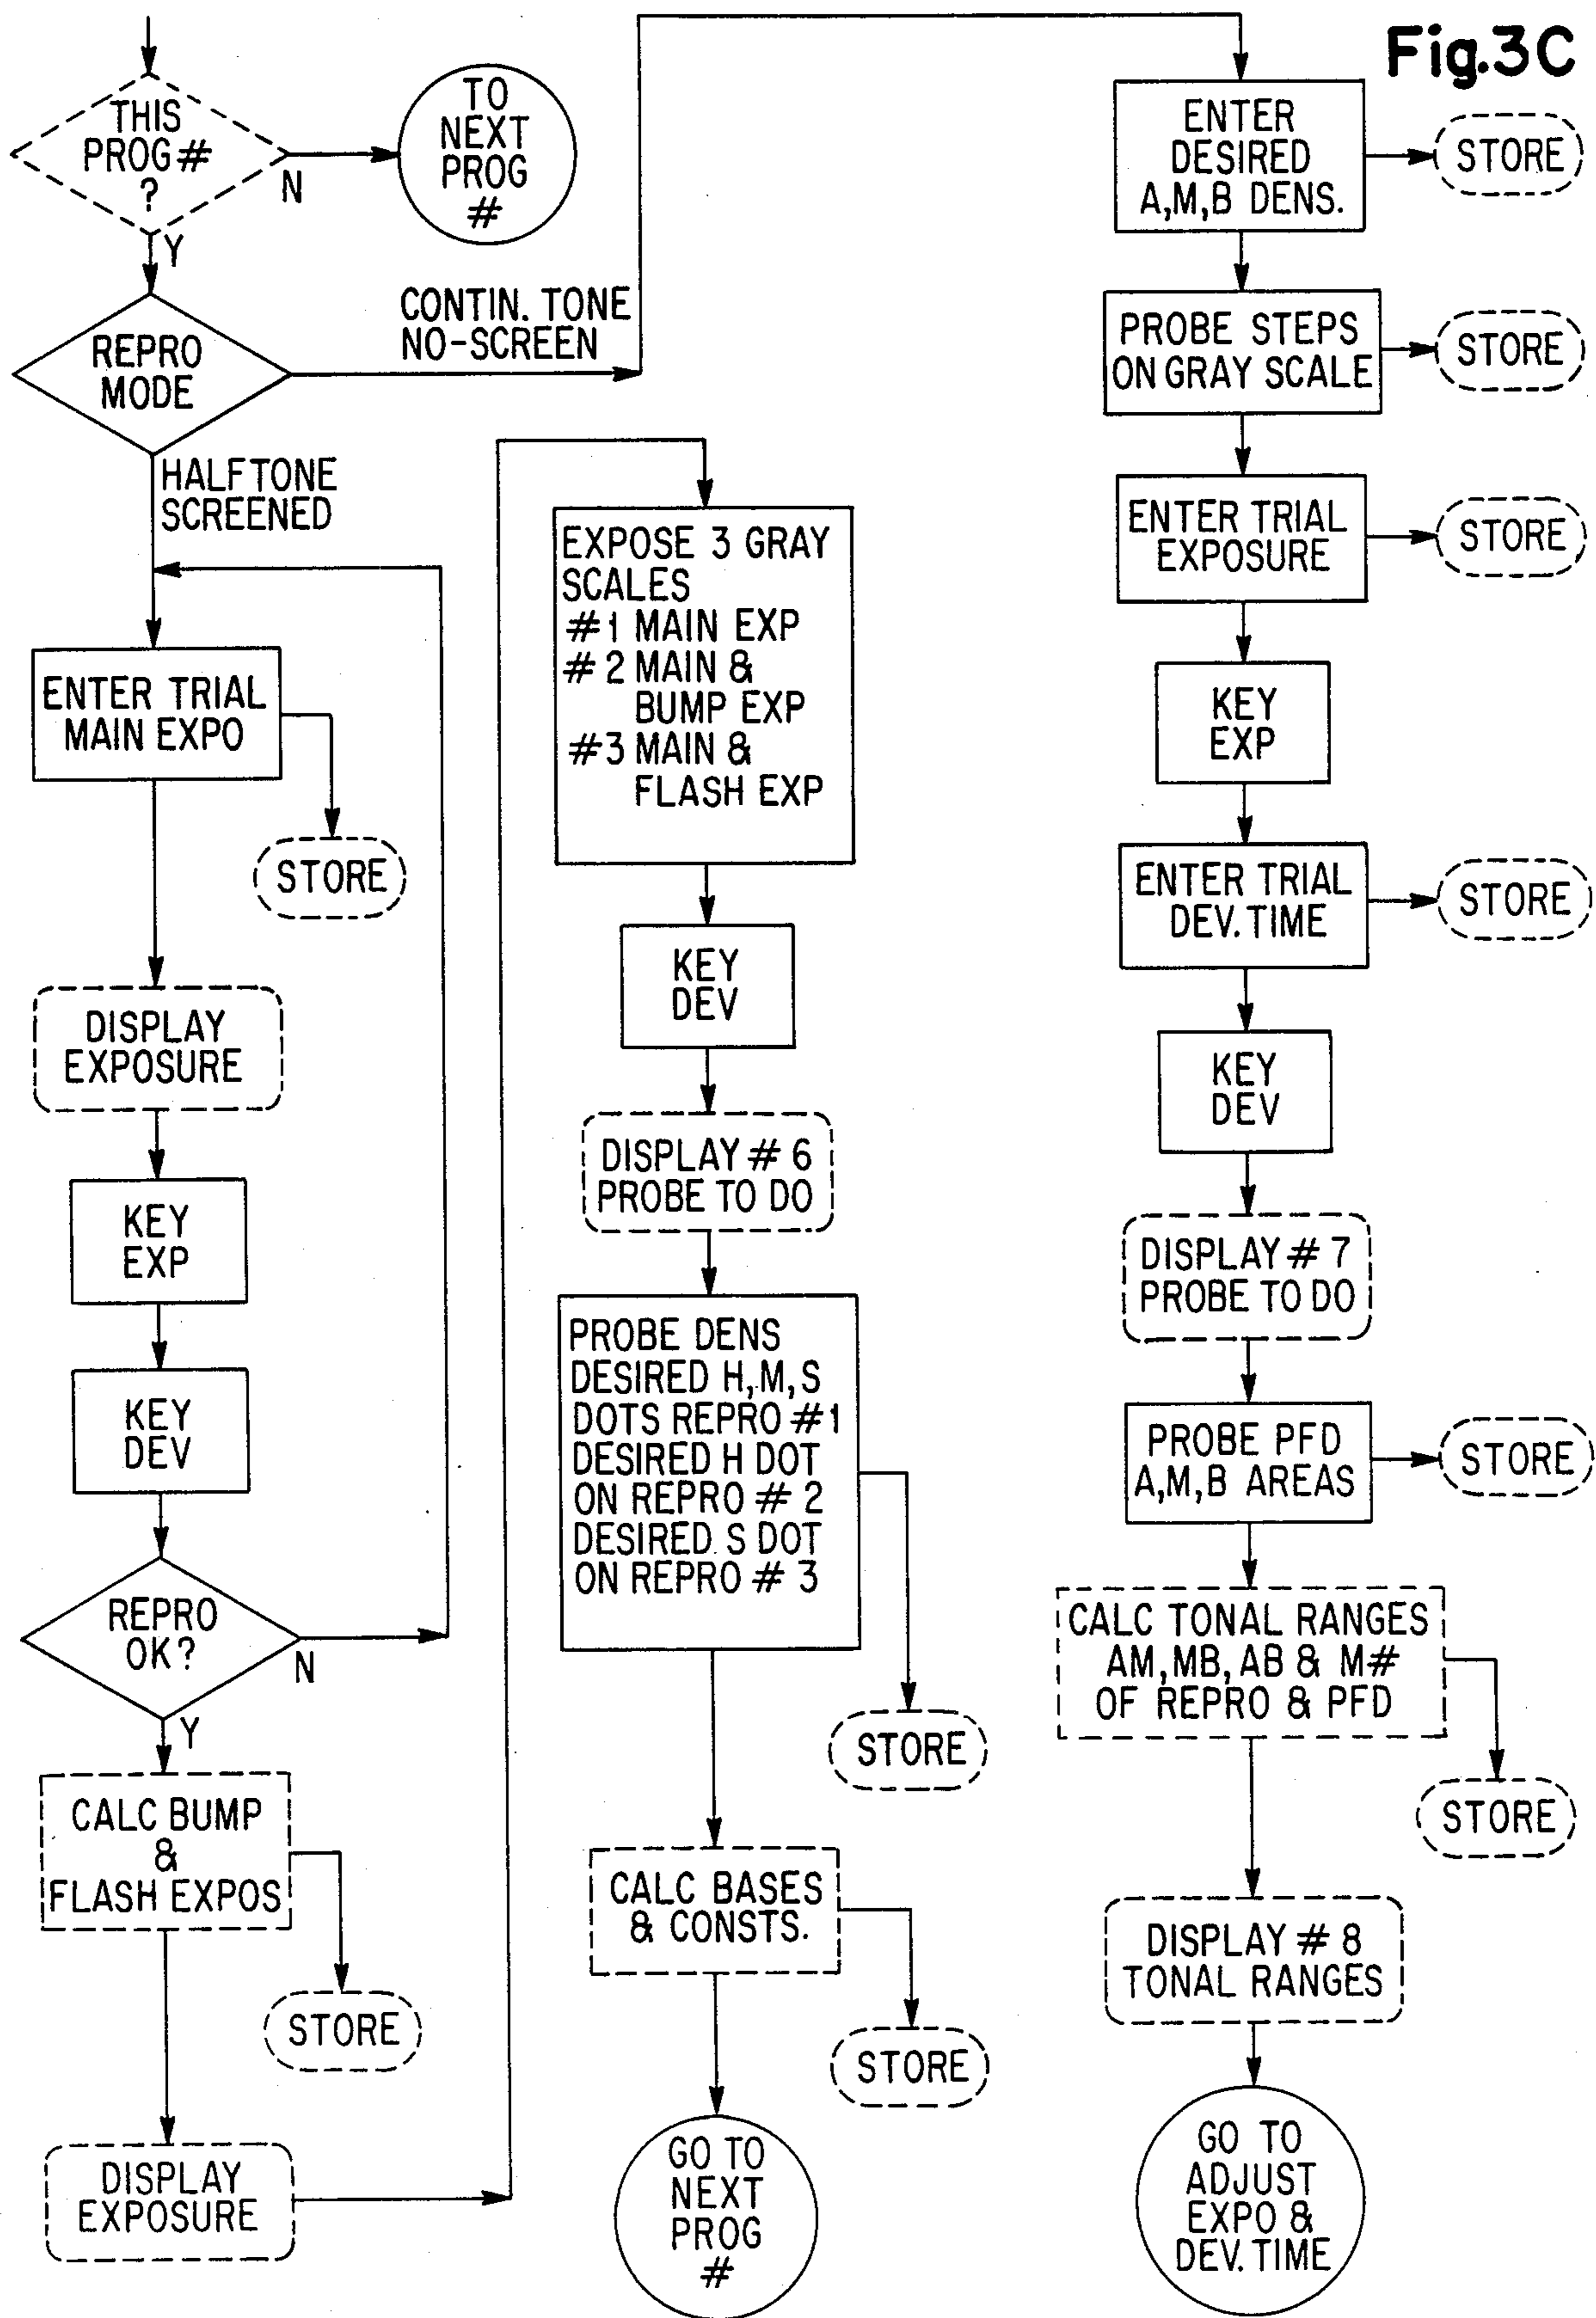 Fig.3C
THIS
PROG#
?
N
Y
TO
NEXT
PROG
#
REPRO
MODE
CONTIN. TONE
NO-SCREEN
HALFTONE
SCREENED
ENTER TRIAL
MAIN EXPO
STORE
DISPLAY
EXPOSURE
KEY
EXP
KEY
DEV
REPRO
OK?
N
Y
CALC BUMP
&
FLASH EXPOS
STORE
DISPLAY
EXPOSURE
EXPOSE 3 GRAY
SCALES
#1 MAIN EXP
#2 MAIN &
BUMP EXP
#3 MAIN &
FLASH EXP
KEY
DEV
DISPLAY # 6
PROBE TO DO
PROBE DENS
DESIRED H,M,S
DOTS REPRO #1
DESIRED H DOT
ON REPRO # 2
DESIRED S DOT
ON REPRO # 3
STORE
CALC BASES
& CONSTS.
STORE
GO TO
NEXT
PROG
#
ENTER
DESIRED
A,M,B DENS.
STORE
PROBE STEPS
ON GRAY SCALE
STORE
ENTER TRIAL
EXPOSURE
STORE
KEY
EXP
ENTER TRIAL
DEV. TIME
STORE
KEY
DEV
DISPLAY # 7
PROBE TO DO
PROBE PFD
A,M,B AREAS
STORE
CALC TONAL RANGES
AM, MB, AB & M#
OF REPRO & PFD
STORE
DISPLAY # 8
TONAL RANGES
GO TO
ADJUST
EXPO &
DEV. TIME